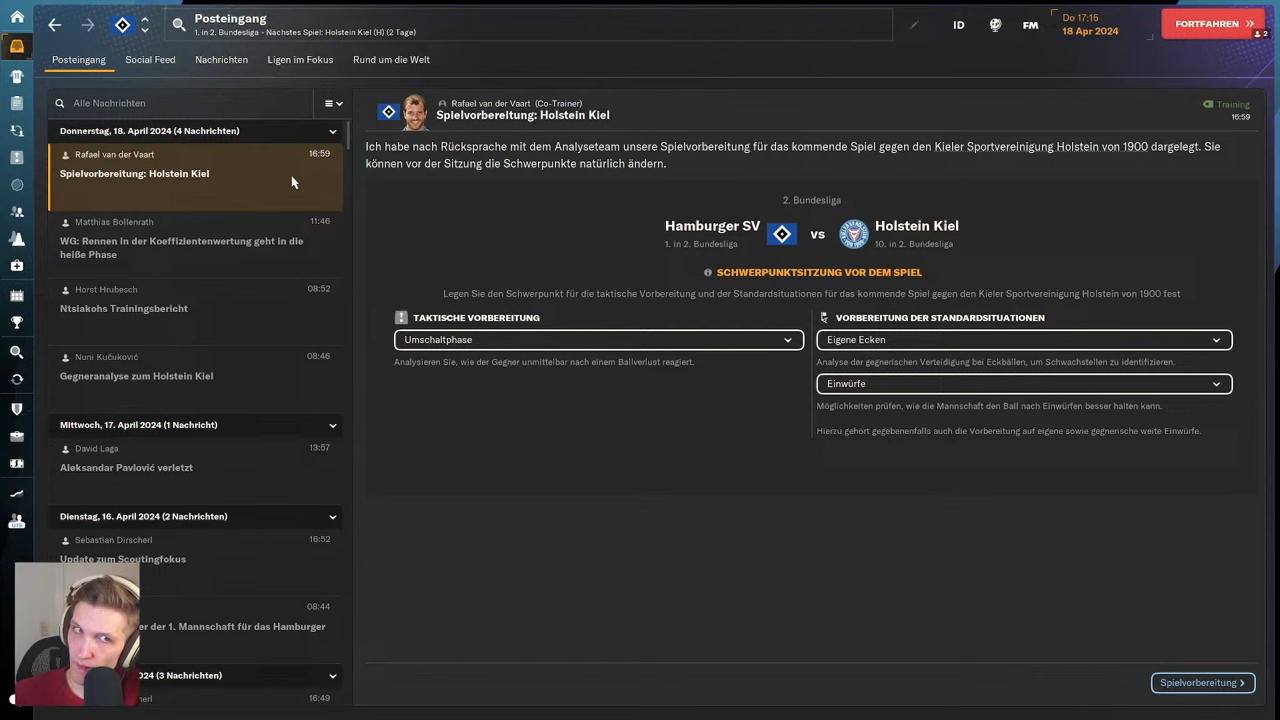 Posteingang
1. in 2. Bundesliga - Nächstes Spiel: Holstein Kiel (H) (2 Tage)
ID
FM
Do 17:15
18 Apr 2024
FORTFAHREN
2
Posteingang
Social Feed
Nachrichten
Ligen im Fokus
Rund um die Welt
Alle Nachrichten
Donnerstag, 18. April 2024 (4 Nachrichten)
Rafael van der Vaart
16:59
Spielvorbereitung: Holstein Kiel
Matthias Bollenrath
11:46
WG: Rennen in der Koeffizientenwertung geht in die
heiße Phase
Horst Hrubesch
08:52
Ntsiakohs Trainingsbericht
Nuni Kučuković
08:46
Gegneranalyse zum Holstein Kiel
Mittwoch, 17. April 2024 (1 Nachricht)
David Laga
13:57
Aleksandar Pavlović verletzt
Dienstag, 16. April 2024 (2 Nachrichten)
Sebastian Dirscherl
16:52
Update zum Scoutingfokus
08:44
der 1. Mannschaft für das Hamburger
024 (3 Nachrichten)
16:49
U19
Rafael van der Vaart (Co-Trainer)
Spielvorbereitung: Holstein Kiel
Training
16:59
Ich habe nach Rücksprache mit dem Analyseteam unsere Spielvorbereitung für das kommende Spiel gegen den Kieler Sportvereinigung Holstein von 1900 dargelegt. Sie
können vor der Sitzung die Schwerpunkte natürlich ändern.
2. Bundesliga
Hamburger SV
1. in 2. Bundesliga
vs
Holstein Kiel
10. in 2. Bundesliga
SCHWERPUNKTSITZUNG VOR DEM SPIEL
Legen Sie den Schwerpunkt für die taktische Vorbereitung und der Standardsituationen für das kommende Spiel gegen den Kieler Sportvereinigung Holstein von 1900 fest
TAKTISCHE VORBEREITUNG
Umschaltphase
Analysieren Sie, wie der Gegner unmittelbar nach einem Ballverlust reagiert.
VORBEREITUNG DER STANDARDSITUATIONEN
Eigene Ecken
Analyse der gegnerischen Verteidigung bei Eckbällen, um Schwachstellen zu identifizieren.
Einwürfe
Möglichkeiten prüfen, wie die Mannschaft den Ball nach Einwürfen besser halten kann.
Hierzu gehört gegebenenfalls auch die Vorbereitung auf eigene sowie gegnerische weite Einwürfe.
Spielvorbereitung